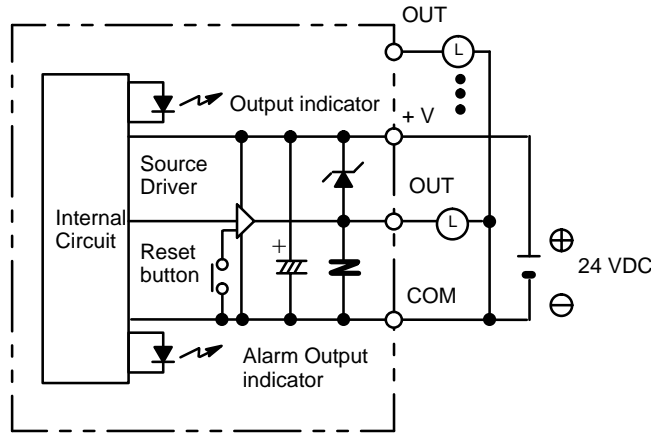 OUT
L
Output indicator
+ V
Source
Driver
OUT
Internal
Circuit
L
Reset
button
+
24 VDC
COM
Alarm Output
indicator